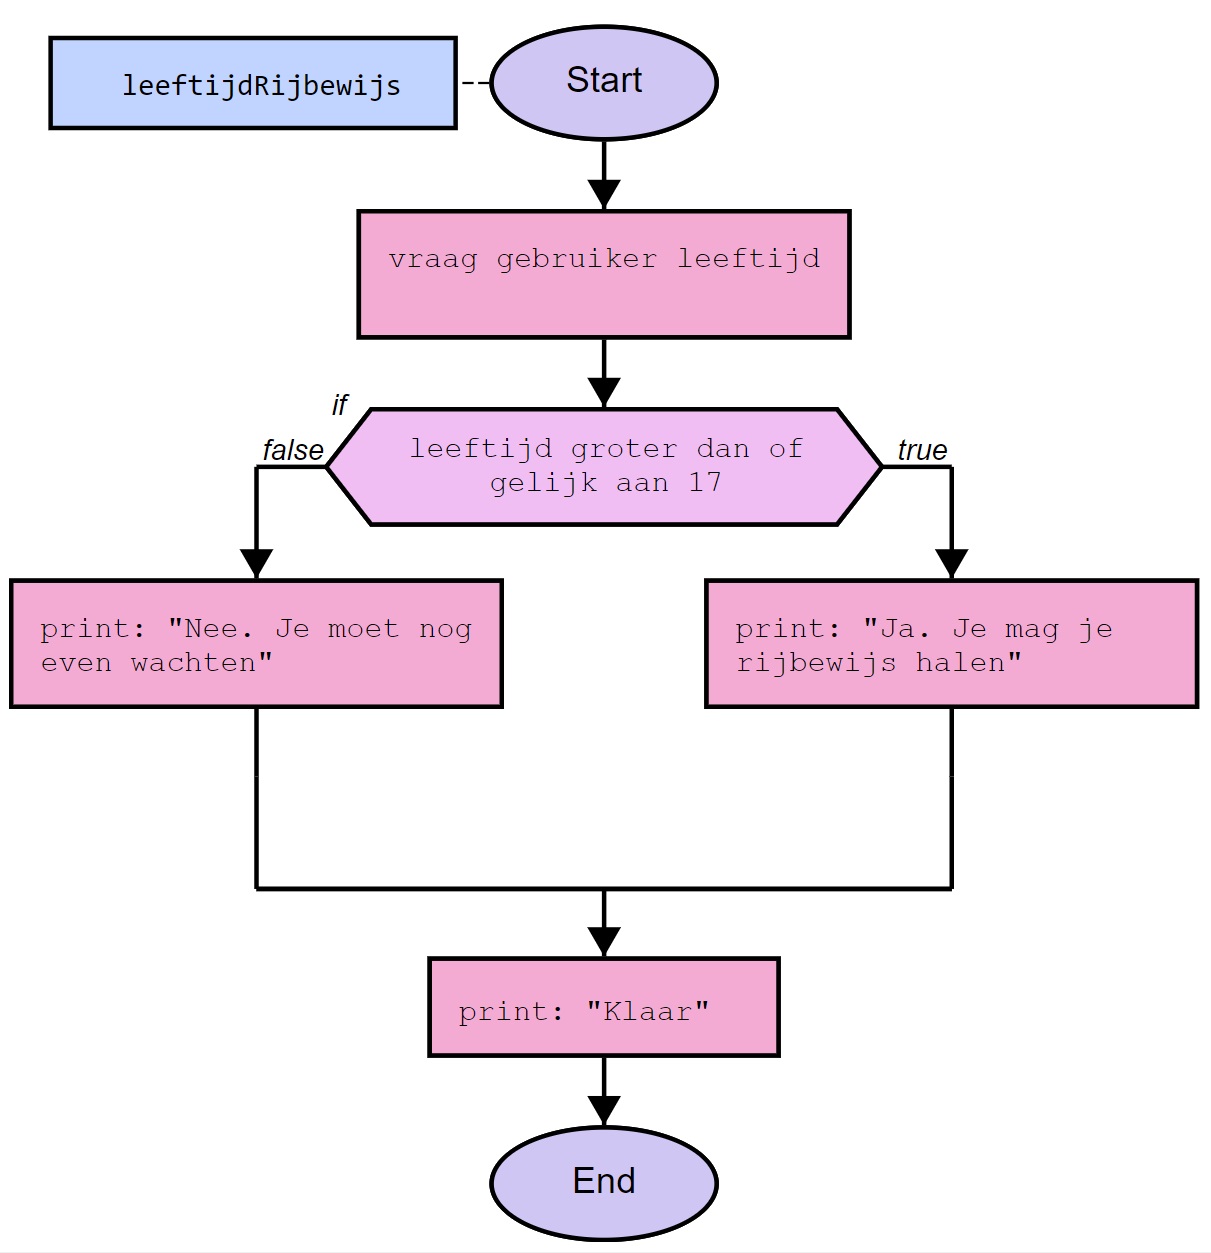 leeftijdRijbewijs
Start
vraag gebruiker leeftijd
if
false
true
leeftijd groter dan of
gelijk aan 17
print: "Nee. Je moet nog
even wachten"
print: "Ja. Je mag je
rijbewijs halen"
print: "Klaar"
End